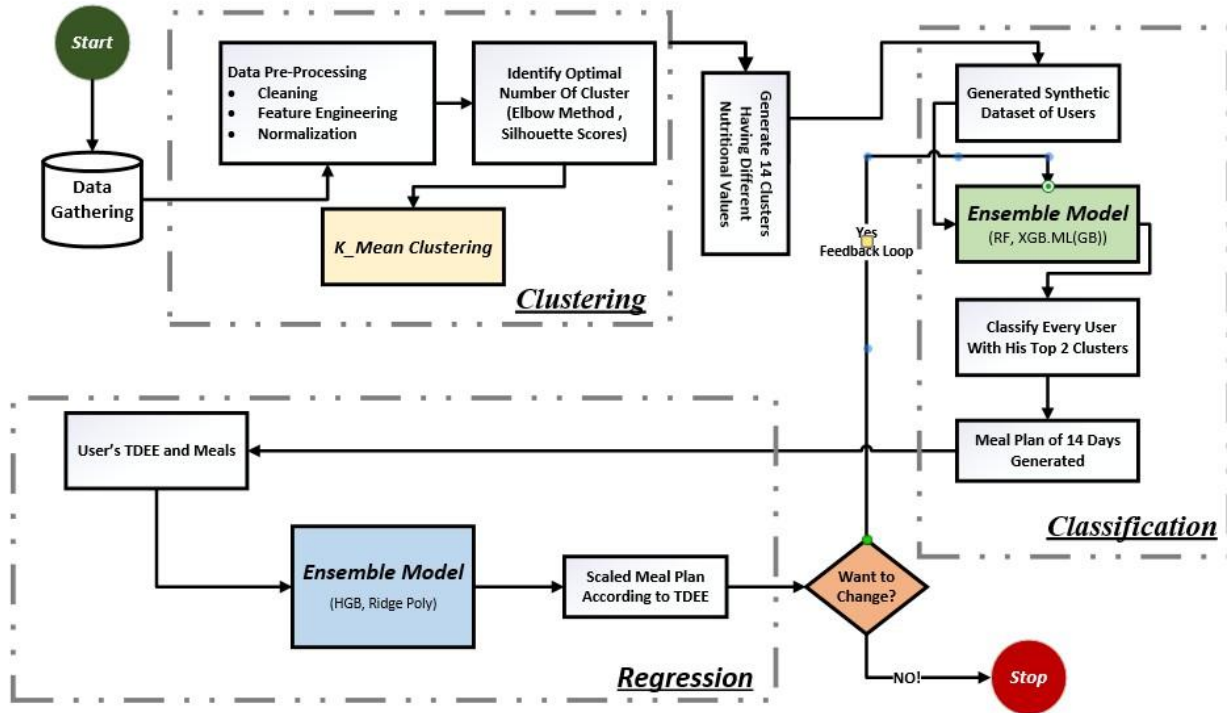 Start
Data
Gathering
Data Pre-Processing
• Cleaning
• Feature Engineering
• Normalization
Identify Optimal
Number Of Cluster
(Elbow Method ,
Silhouette Scores)
K_Mean Clustering
Clustering
Generate 14 Clusters
Having Different
Nutritional Values
Generated Synthetic
Dataset of Users
Ensemble Model
(RF, XGB.ML(GB))
Classify Every User
With His Top 2 Clusters
Meal Plan of 14 Days
Generated
Classification
Yes
Feedback Loop
User's TDEE and Meals
Ensemble Model
(HGB, Ridge Poly)
Scaled Meal Plan
According to TDEE
Regression
Want to
Change?
NO!
Stop